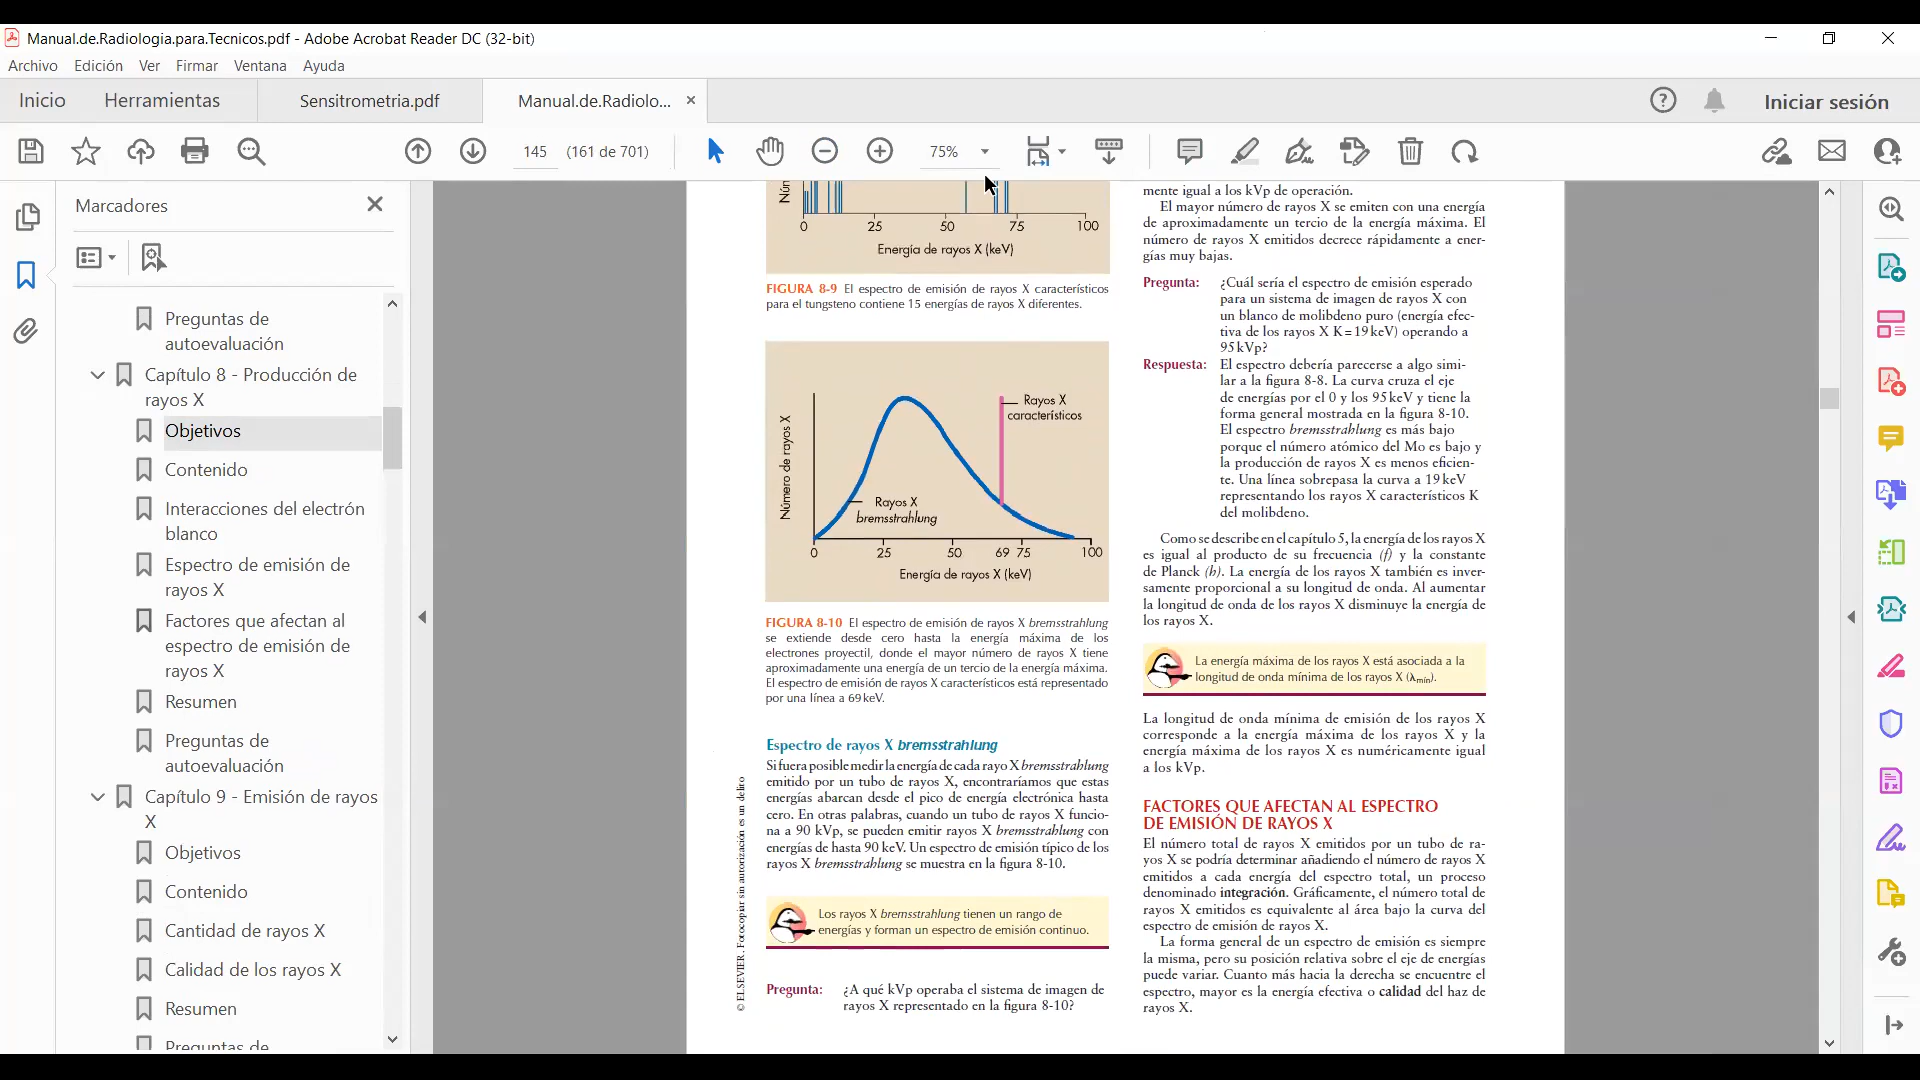 Manual.de.Radiologia.para.Tecnicos.pdf - Adobe Acrobat Reader DC (32-bit)
Archivo Edición Ver Firmar Ventana Ayuda
Inicio Herramientas Sensitrometria.pdf Manual.de.Radiolo... Iniciar sesión
145 (161 de 701) 75%
Marcadores
Preguntas de
autoevaluación
Capítulo 8 - Producción de
rayos X
Objetivos
Contenido
Interacciones del electrón
blanco
Espectro de emisión de
rayos X
Factores que afectan al
espectro de emisión de
rayos X
Resumen
Preguntas de
autoevaluación
Capítulo 9 - Emisión de rayos
X
Objetivos
Contenido
Cantidad de rayos X
Calidad de los rayos X
Resumen
Preguntas de
0 25 50 75 100
Energía de rayos X (keV)
FIGURA 8-9 El espectro de emisión de rayos X característicos
para el tungsteno contiene 15 energías de rayos X diferentes.
Número de rayos X
Rayos X
característicos
Rayos X
bremsstrahlung
0 25 50 69 75 100
Energía de rayos X (keV)
FIGURA 8-10 El espectro de emisión de rayos X bremsstrahlung
se extiende desde cero hasta la energía máxima de los
electrones proyectil, donde el mayor número de rayos X tiene
aproximadamente una energía de un tercio de la energía máxima.
El espectro de emisión de rayos X característicos está representado
por una línea a 69 keV.
Espectro de rayos X bremsstrahlung
Si fuera posible medir la energía de cada rayo X bremsstrahlung
emitido por un tubo de rayos X, encontraríamos que estas
energías abarcan desde el pico de energía electrónica hasta
cero. En otras palabras, cuando un tubo de rayos X funcio-
na a 90 kVp, se pueden emitir rayos X bremsstrahlung con
energías de hasta 90 keV. Un espectro de emisión típico de los
rayos X bremsstrahlung se muestra en la figura 8-10.
Los rayos X bremsstrahlung tienen un rango de
energías y forman un espectro de emisión continuo.
Pregunta: ¿A qué kVp operaba el sistema de imagen de
rayos X representado en la figura 8-10?
© ELSEVIER. Fotocopiar sin autorización es un delito
mente igual a los kVp de operación.
El mayor número de rayos X se emiten con una energía
de aproximadamente un tercio de la energía máxima. El
número de rayos X emitidos decrece rápidamente a ener-
gías muy bajas.
Pregunta: ¿Cuál sería el espectro de emisión esperado
para un sistema de imagen de rayos X con
un blanco de molibdeno puro (energía efec-
tiva de los rayos X K = 19 keV) operando a
95 kVp?
Respuesta: El espectro debería parecerse a algo simi-
lar a la figura 8-8. La curva cruza el eje
de energías por el 0 y los 95 keV y tiene la
forma general mostrada en la figura 8-10.
El espectro bremsstrahlung es más bajo
porque el número atómico del Mo es bajo y
la producción de rayos X es menos eficien-
te. Una línea sobrepasa la curva a 19 keV
representando los rayos X característicos K
del molibdeno.
Como se describe en el capítulo 5, la energía de los rayos X
es igual al producto de su frecuencia (f) y la constante
de Planck (h). La energía de los rayos X también es inver-
samente proporcional a su longitud de onda. Al aumentar
la longitud de onda de los rayos X disminuye la energía de
los rayos X.
La energía máxima de los rayos X está asociada a la
longitud de onda mínima de los rayos X (λmín).
La longitud de onda mínima de emisión de los rayos X
corresponde a la energía máxima de los rayos X y la
energía máxima de los rayos X es numéricamente igual
a los kVp.
FACTORES QUE AFECTAN AL ESPECTRO
DE EMISIÓN DE RAYOS X
El número total de rayos X emitidos por un tubo de ra-
yos X se podría determinar añadiendo el número de rayos X
emitidos a cada energía del espectro total, un proceso
denominado integración. Gráficamente, el número total de
rayos X emitidos es equivalente al área bajo la curva del
espectro de emisión de rayos X.
La forma general de un espectro de emisión es siempre
la misma, pero su posición relativa sobre el eje de energías
puede variar. Cuanto más hacia la derecha se encuentre el
espectro, mayor es la energía efectiva o calidad del haz de
rayos X.